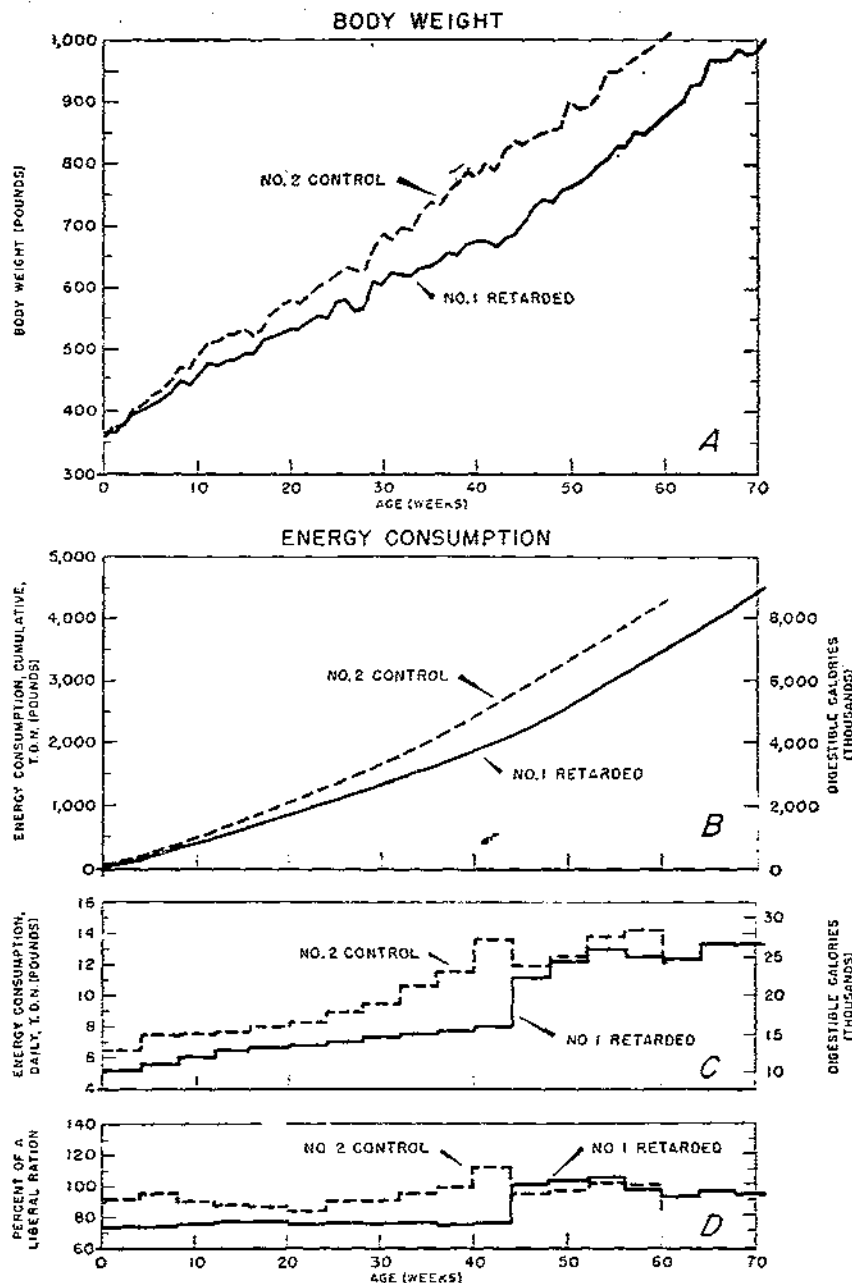 BODY WEIGHT
1,000
900
800
700
600
500
400
300
BODY WEIGHT (POUNDS)
NO. 2 CONTROL
NO. 1 RETARDED
A
0 10 20 30 40 50 60 70
AGE (WEEKS)
ENERGY CONSUMPTION
5,000
4,000
3,000
2,000
1,000
0
ENERGY CONSUMPTION, CUMULATIVE,
T.D.N. (POUNDS)
NO. 2 CONTROL
NO. 1 RETARDED
8,000
6,000
4,000
2,000
0
DIGESTIBLE CALORIES
(THOUSANDS)
B
16
14
12
10
8
6
4
ENERGY CONSUMPTION,
DAILY, T.D.N. (POUNDS)
NO. 2 CONTROL
NO 1 RETARDED
30
25
20
15
10
DIGESTIBLE CALORIES
(THOUSANDS)
C
140
120
100
80
60
PERCENT OF A
LIBERAL RATION
NO 2 CONTROL
NO 1 RETARDED
D
0 10 20 30 40 50 60 70
AGE (WEEKS)